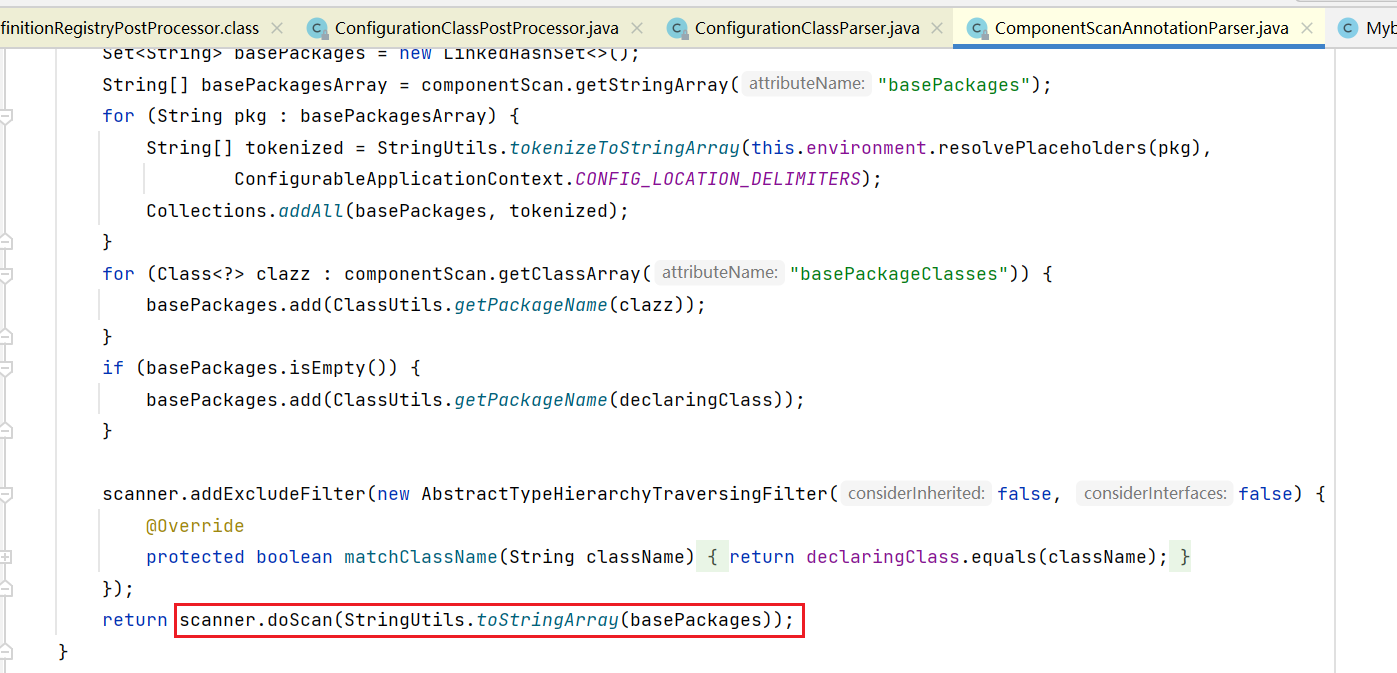 finitionRegistryPostProcessor.class × C ConfigurationClassPostProcessor.java × C ConfigurationClassParser.java × C ComponentScanAnnotationParser.java × C Myb
Set<String> basePackages = new LinkedHashSet<>();
String[] basePackagesArray = componentScan.getStringArray( attributeName: "basePackages");
for (String pkg : basePackagesArray) {
String[] tokenized = StringUtils.tokenizeToStringArray(this.environment.resolvePlaceholders(pkg),
ConfigurableApplicationContext.CONFIG_LOCATION_DELIMITERS);
Collections.addAll(basePackages, tokenized);
}
for (Class<?> clazz : componentScan.getClassArray( attributeName: "basePackageClasses")) {
basePackages.add(ClassUtils.getPackageName(clazz));
}
if (basePackages.isEmpty()) {
basePackages.add(ClassUtils.getPackageName(declaringClass));
}
scanner.addExcludeFilter(new AbstractTypeHierarchyTraversingFilter( considerInherited: false, considerInterfaces: false) {
@Override
protected boolean matchClassName(String className) { return declaringClass.equals(className); }
});
return scanner.doScan(StringUtils.toStringArray(basePackages));
}